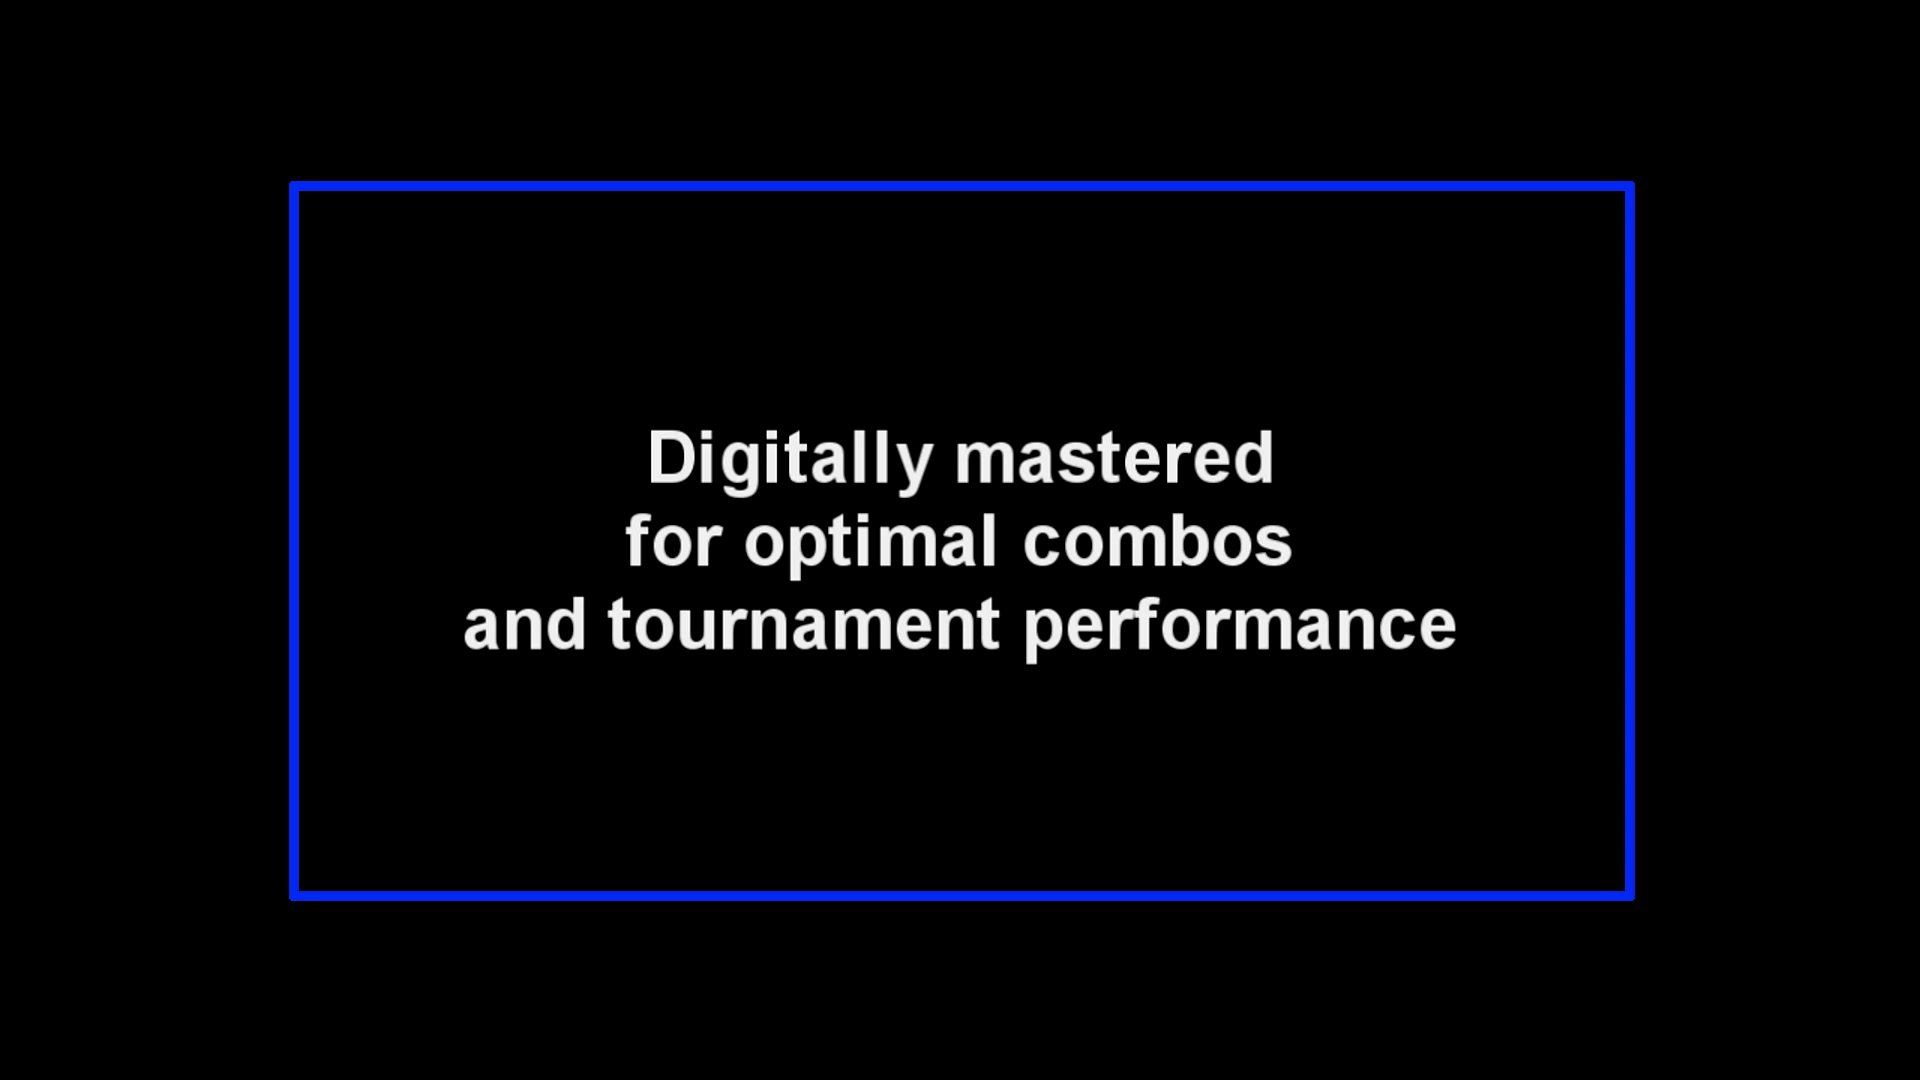 Digitally mastered
for optimal combos
and tournament performance